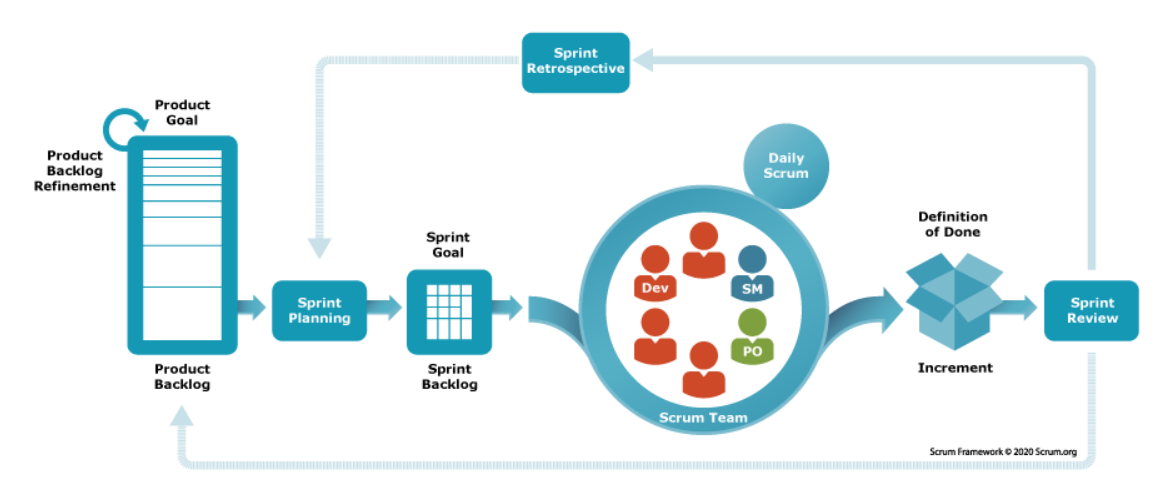 Sprint
Retrospective
Product
Goal
Product
Backlog
Refinement
Daily
Scrum
Sprint
Planning
Sprint
Goal
Dev
SM
PO
Scrum Team
Definition
of Done
Sprint
Review
Product
Backlog
Sprint
Backlog
Increment
Scrum Framework © 2020 Scrum.org